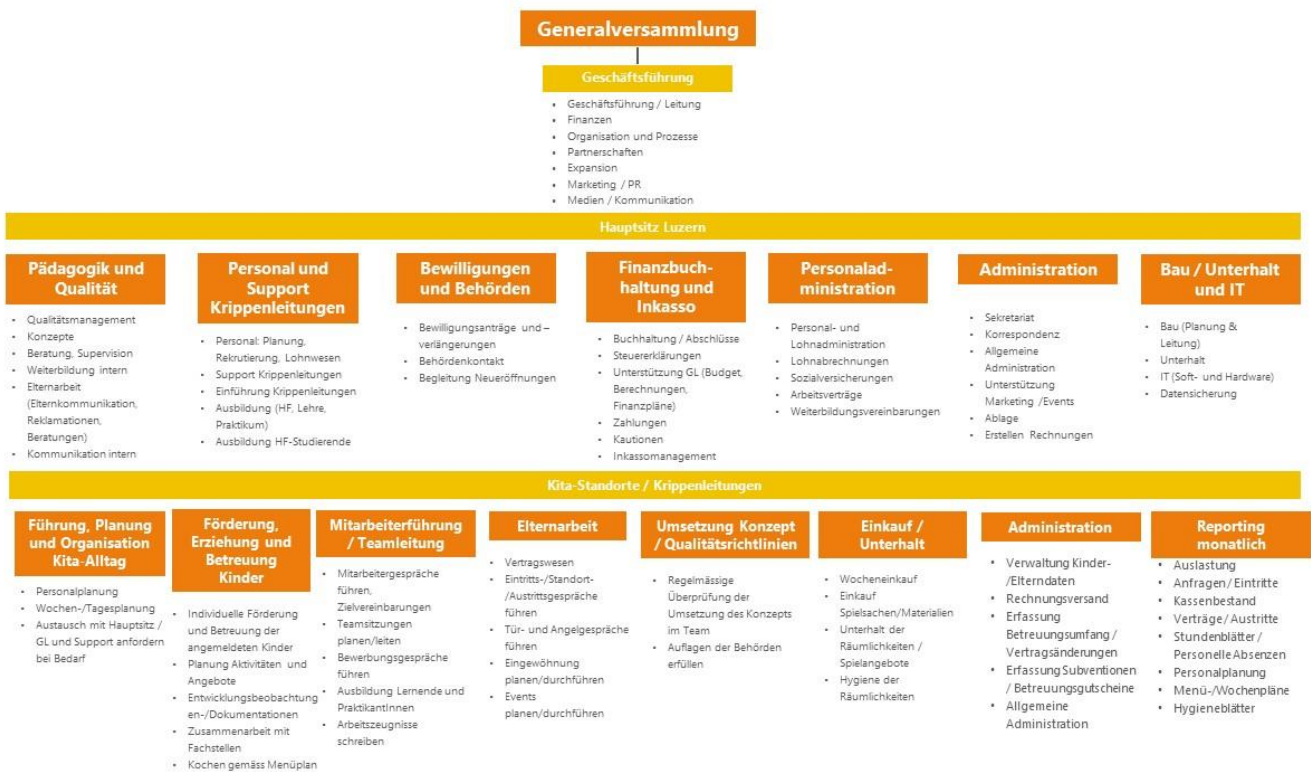 Generalversammlung
Geschäftsführung
• Geschäftsführung / Leitung
• Finanzen
• Organisation und Prozesse
• Partnerschaften
• Expansion
• Marketing / PR
• Medien / Kommunikation
Hauptsitz Luzern
Pädagogik und
Qualität
• Qualitätsmanagement
• Konzepte
• Beratung, Supervision
• Weiterbildung intern
• Elternarbeit
(Elternkommunikation,
Reklamationen,
Beratungen)
• Kommunikation intern
Personal und
Support
Krippenleitungen
• Personal: Planung,
Rekrutierung, Lohnwesen
• Support Krippenleitungen
• Einführung Krippenleitungen
• Ausbildung (HF, Lehre,
Praktikum)
• Ausbildung HF-Studierende
Bewilligungen
und Behörden
• Bewilligungsanträge und –
verlängerungen
• Behördenkontakt
• Begleitung Neueröffnungen
Finanzbuch-
haltung und
Inkasso
• Buchhaltung / Abschlüsse
• Steuererklärungen
• Unterstützung GL (Budget,
Berechnungen,
Finanzpläne)
• Zahlungen
• Kautionen
• Inkassomanagement
Personalad-
ministration
• Personal- und
Lohnadministration
• Lohnabrechnungen
• Sozialversicherungen
• Arbeitsverträge
• Weiterbildungsvereinbarungen
Administration
• Sekretariat
• Korrespondenz
• Allgemeine
Administration
• Unterstützung
Marketing /Events
• Ablage
• Erstellen Rechnungen
Bau / Unterhalt
und IT
• Bau (Planung &
Leitung)
• Unterhalt
• IT (Soft- und Hardware)
• Datensicherung
Kita-Standorte / Krippenleitungen
Führung, Planung
und Organisation
Kita-Alltag
• Personalplanung
• Wochen-/Tagesplanung
• Austausch mit Hauptsitz /
GL und Support anfordern
bei Bedarf
Förderung,
Erziehung und
Betreuung
Kinder
• Individuelle Förderung
und Betreuung der
angemeldeten Kinder
• Planung Aktivitäten und
Angebote
• Entwicklungsbeobachtung
en-/Dokumentationen
• Zusammenarbeit mit
Fachstellen
• Kochen gemäss Menüplan
Mitarbeiterführung
/ Teamleitung
• Mitarbeitergespräche
führen,
Zielvereinbarungen
• Teamsitzungen
planen/leiten
• Bewerbungsgespräche
führen
• Ausbildung Lernende und
PraktikantInnen
• Arbeitszeugnisse
schreiben
Elternarbeit
• Vertragswesen
• Eintritts-/Standort-
/Austrittsgespräche
führen
• Tür- und Angelgespräche
führen
• Eingewöhnung
planen/durchführen
• Events
planen/durchführen
Umsetzung Konzept
/ Qualitätsrichtlinien
• Regelmässige
Überprüfung der
Umsetzung des Konzepts
im Team
• Auflagen der Behörden
erfüllen
Einkauf /
Unterhalt
• Wocheneinkauf
• Einkauf
Spielsachen/Materialien
• Unterhalt der
Räumlichkeiten /
Spielangebote
• Hygiene der
Räumlichkeiten
Administration
• Verwaltung Kinder-
/Elterndaten
• Rechnungsversand
• Erfassung
Betreuungsumfang /
Vertragsänderungen
• Erfassung Subventionen
/ Betreuungsgutscheine
• Allgemeine
Administration
Reporting
monatlich
• Auslastung
• Anfragen / Eintritte
• Kassenbestand
• Verträge / Austritte
• Stundenblätter /
Personelle Absenzen
• Personalplanung
• Menü-/Wochenpläne
• Hygieneblätter